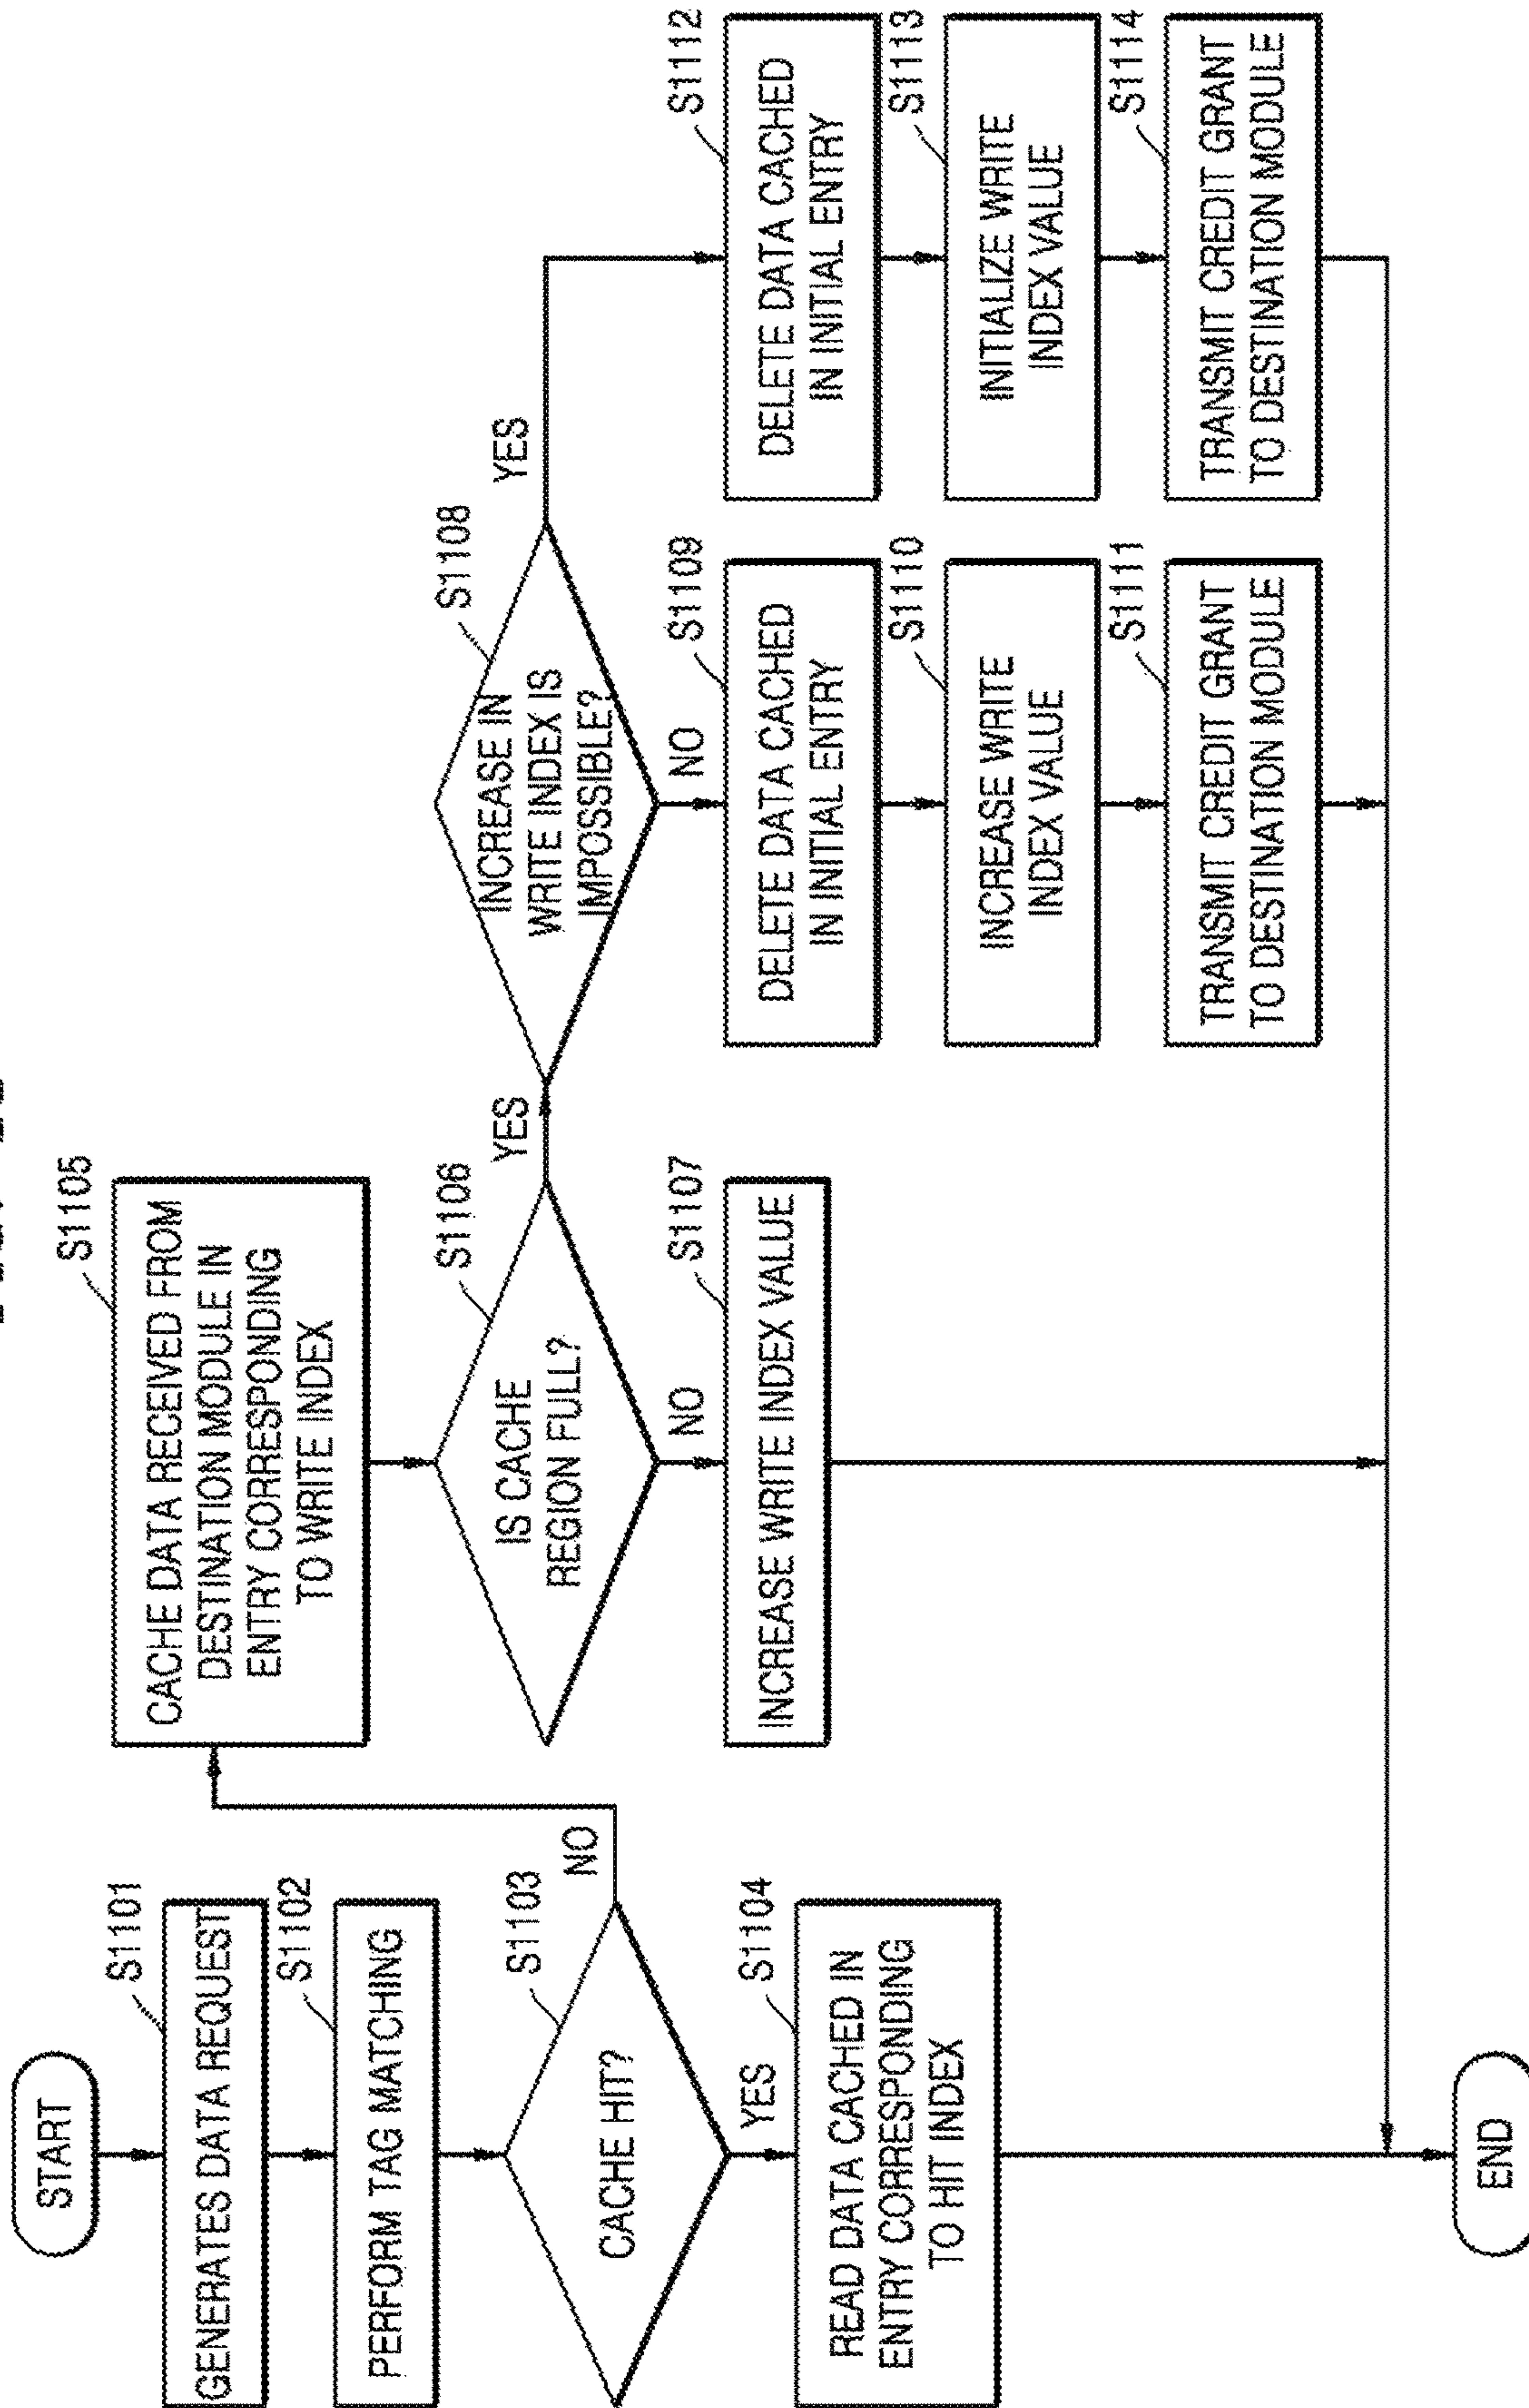 START
S1101
GENERATES DATA REQUEST
S1102
PERFORM TAG MATCHING
S1103
CACHE HIT?
NO
YES
S1104
READ DATA CACHED IN
ENTRY CORRESPONDING
TO HIT INDEX
S1105
CACHE DATA RECEIVED FROM
DESTINATION MODULE IN
ENTRY CORRESPONDING
TO WRITE INDEX
S1106
IS CACHE
REGION FULL?
YES
NO
S1107
INCREASE WRITE INDEX VALUE
S1108
INCREASE IN
WRITE INDEX IS
IMPOSSIBLE?
YES
NO
S1109
DELETE DATA CACHED
IN INITIAL ENTRY
S1110
INCREASE WRITE
INDEX VALUE
S1111
TRANSMIT CREDIT GRANT
TO DESTINATION MODULE
S1112
DELETE DATA CACHED
IN INITIAL ENTRY
S1113
INITIALIZE WRITE
INDEX VALUE
S1114
TRANSMIT CREDIT GRANT
TO DESTINATION MODULE
END